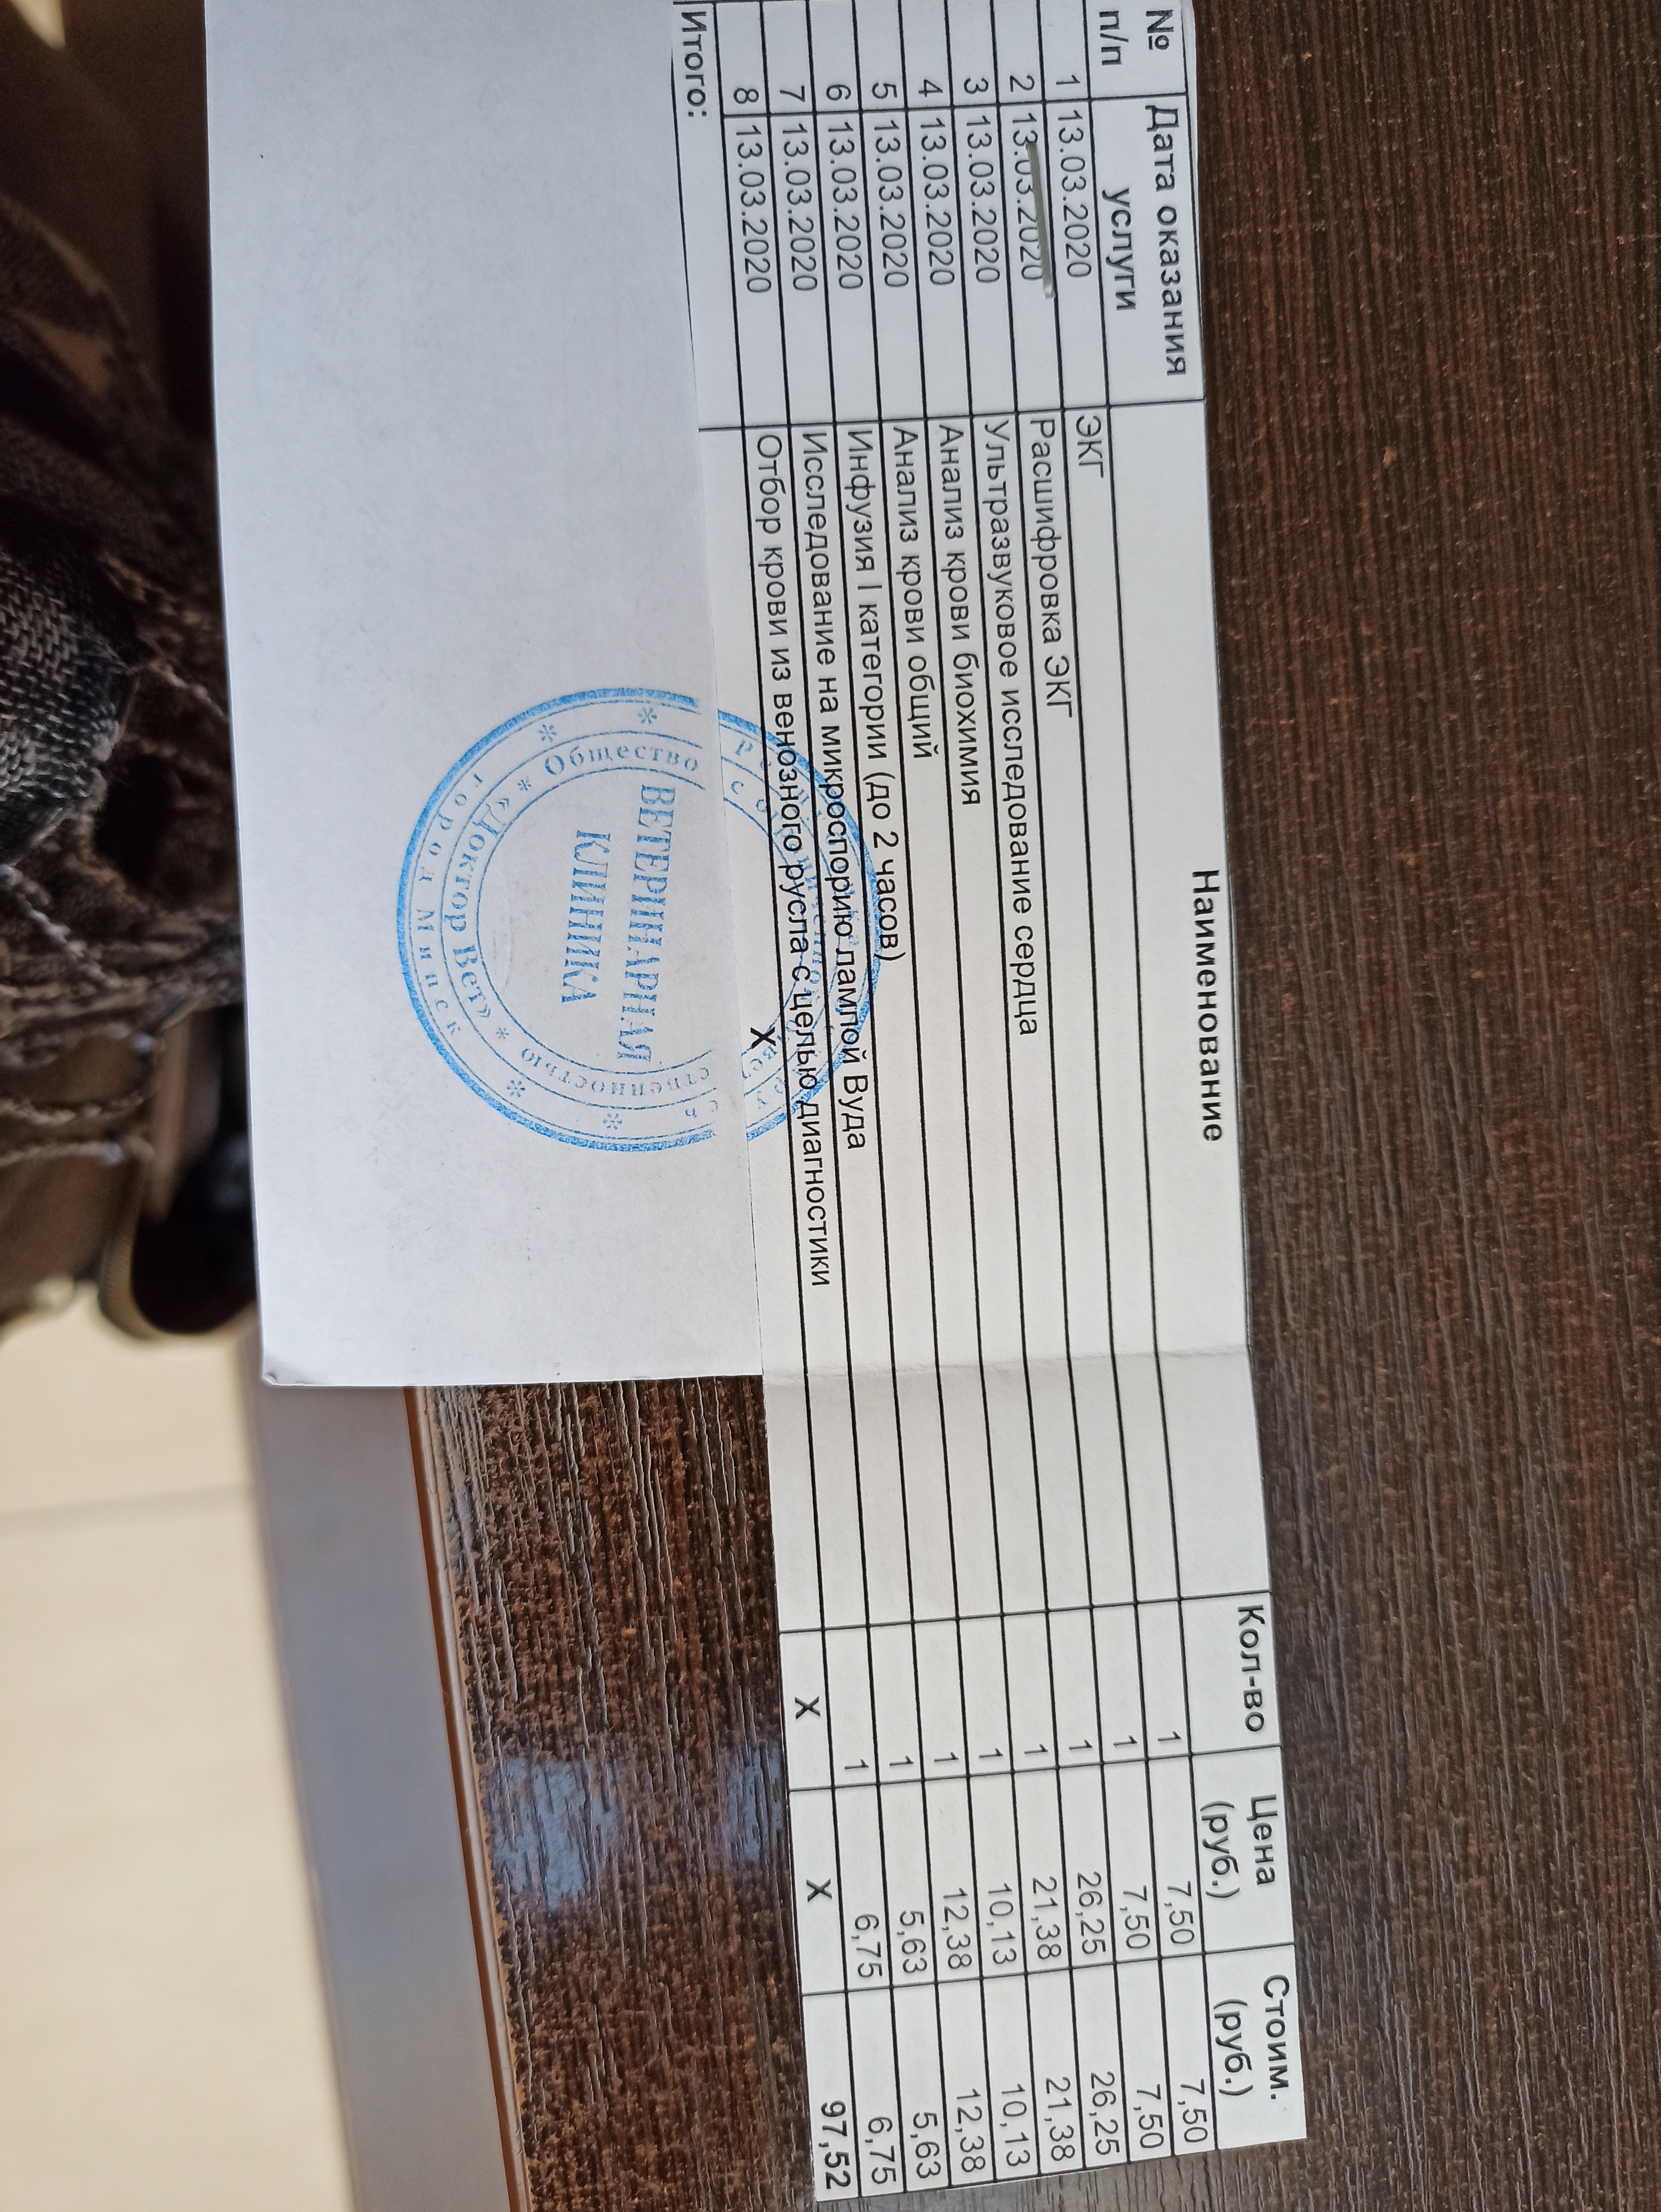 № п/п Дата оказания услуги Наименование Кол-во Цена (руб.) Стоим. (руб.)
1 13.03.2020 ЭКГ 1 7,50 7,50
2 13.03.2020 Расшифровка ЭКГ 1 7,50 7,50
3 13.03.2020 Ультразвуковое исследование сердца 1 26,25 26,25
4 13.03.2020 Анализ крови биохимия 1 21,38 21,38
5 13.03.2020 Анализ крови общий 1 10,13 10,13
6 13.03.2020 Инфузия I категории (до 2 часов) 1 12,38 12,38
7 13.03.2020 Исследование на микроспорию лампой Вуда 1 5,63 5,63
8 13.03.2020 Отбор крови из венозного русла с целью диагностики 1 6,75 6,75
Итого: X X X 97,52
* Общество
ственностью *
«Доктор Вет»
ВЕТЕРИНАРНАЯ
КЛИНИКА
город Минск